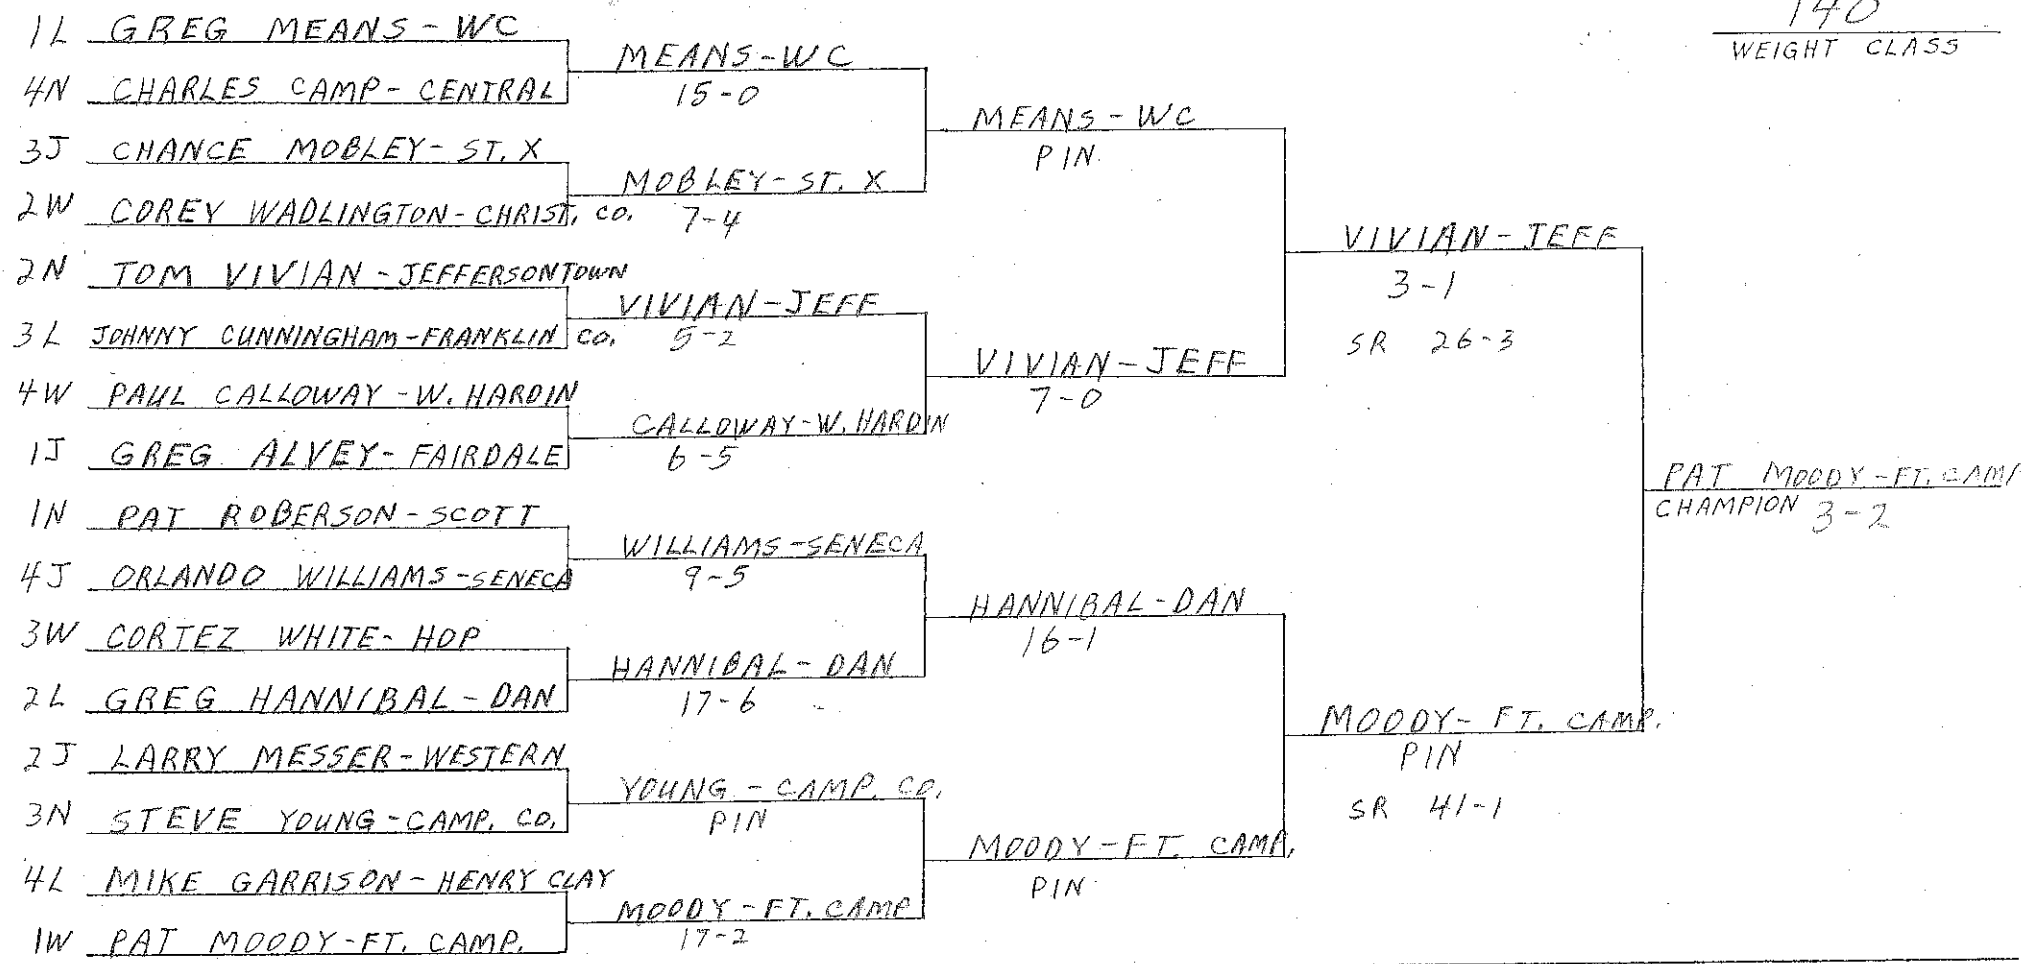 140
WEIGHT CLASS
1L GREG MEANS - WC
4N CHARLES CAMP - CENTRAL
3J CHANCE MOBLEY - ST. X
2W COREY WADLINGTON - CHRIST. CO.
2N TOM VIVIAN - JEFFERSONTOWN
3L JOHNNY CUNNINGHAM - FRANKLIN CO.
4W PAUL CALLOWAY - W. HARDIN
1J GREG ALVEY - FAIRDALE
1N PAT ROBERSON - SCOTT
4J ORLANDO WILLIAMS - SENECA
3W CORTEZ WHITE - HOP
2L GREG HANNIBAL - DAN
2J LARRY MESSER - WESTERN
3N STEVE YOUNG - CAMP. CO.
4L MIKE GARRISON - HENRY CLAY
1W PAT MOODY - FT. CAMP.
MEANS - WC
15-0
MOBLEY - ST. X
7-4
VIVIAN - JEFF
5-2
CALLOWAY - W. HARDIN
6-5
WILLIAMS - SENECA
9-5
HANNIBAL - DAN
17-6
YOUNG - CAMP. CO.
PIN
MOODY - FT. CAMP
17-2
MEANS - WC
PIN
VIVIAN - JEFF
7-0
HANNIBAL - DAN
16-1
MOODY - FT. CAMP.
PIN
VIVIAN - JEFF
3-1
SR 26-3
MOODY - FT. CAMP.
PIN
SR 41-1
PAT MOODY - FT. CAMP
CHAMPION 3-2